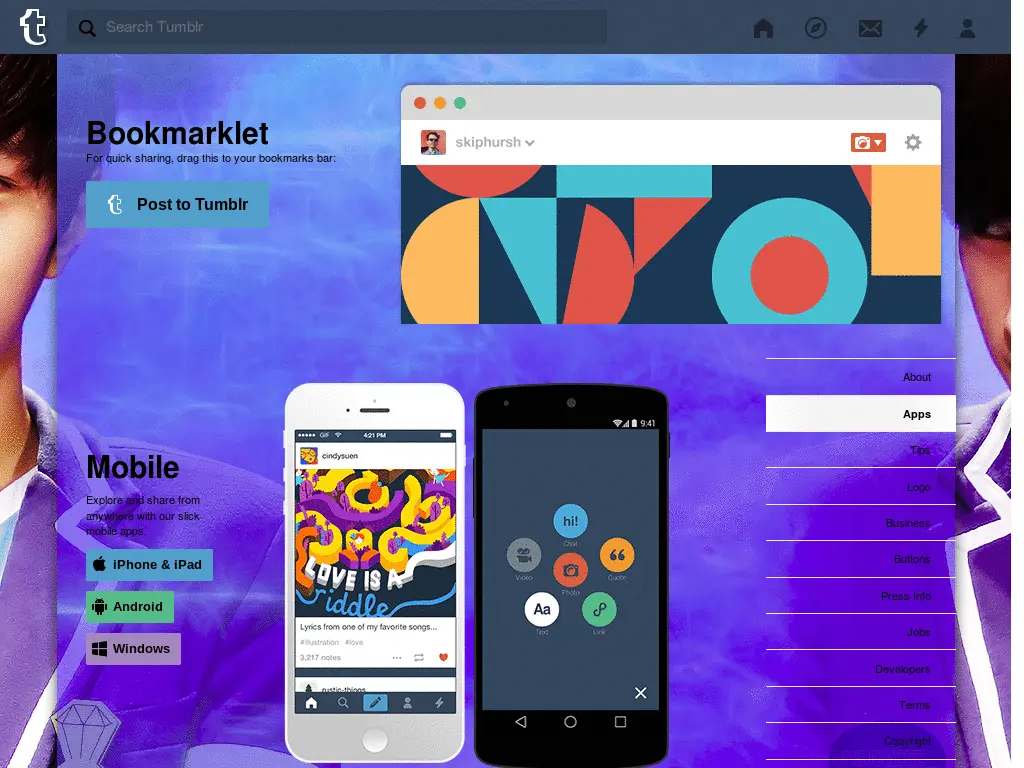 Search Tumblr
Bookmarklet
For quick sharing, drag this to your bookmarks bar:
Post to Tumblr
skiphursh
About
Apps
Tips
Logo
Business
Buttons
Press Info
Jobs
Developers
Terms
Copyright
Mobile
Explore and share from
anywhere with our slick
mobile apps.
iPhone & iPad
Android
Windows
GIF
4:21 PM
cindysuen
LOVE IS A
riddle
Lyrics from one of my favorite songs...
#illustration #love
3,217 notes
rustic-things
9:41
hi!
Chat
Video
Photo
Quote
Aa
Text
Link